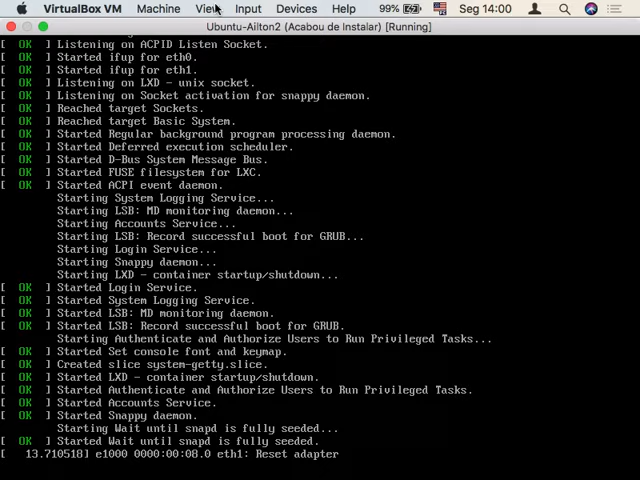 VirtualBox VM Machine View Input Devices Help 99% Seg 14:00
Ubuntu-Ailton2 (Acabou de Instalar) [Running]
[ OK ] Listening on ACPID Listen Socket.
[ OK ] Started ifup for eth0.
[ OK ] Started ifup for eth1.
[ OK ] Listening on LXD - unix socket.
[ OK ] Listening on Socket activation for snappy daemon.
[ OK ] Reached target Sockets.
[ OK ] Reached target Basic System.
[ OK ] Started Regular background program processing daemon.
[ OK ] Started Deferred execution scheduler.
[ OK ] Started D-Bus System Message Bus.
[ OK ] Started FUSE filesystem for LXC.
[ OK ] Started ACPI event daemon.
Starting System Logging Service...
Starting LSB: MD monitoring daemon...
Starting Accounts Service...
Starting LSB: Record successful boot for GRUB...
Starting Login Service...
Starting Snappy daemon...
Starting LXD - container startup/shutdown...
[ OK ] Started Login Service.
[ OK ] Started System Logging Service.
[ OK ] Started LSB: MD monitoring daemon.
[ OK ] Started LSB: Record successful boot for GRUB.
Starting Authenticate and Authorize Users to Run Privileged Tasks...
[ OK ] Started Set console font and keymap.
[ OK ] Created slice system-getty.slice.
[ OK ] Started LXD - container startup/shutdown.
[ OK ] Started Authenticate and Authorize Users to Run Privileged Tasks.
[ OK ] Started Accounts Service.
[ OK ] Started Snappy daemon.
Starting Wait until snapd is fully seeded...
[ OK ] Started Wait until snapd is fully seeded.
[ 13.710518] e1000 0000:00:08.0 eth1: Reset adapter